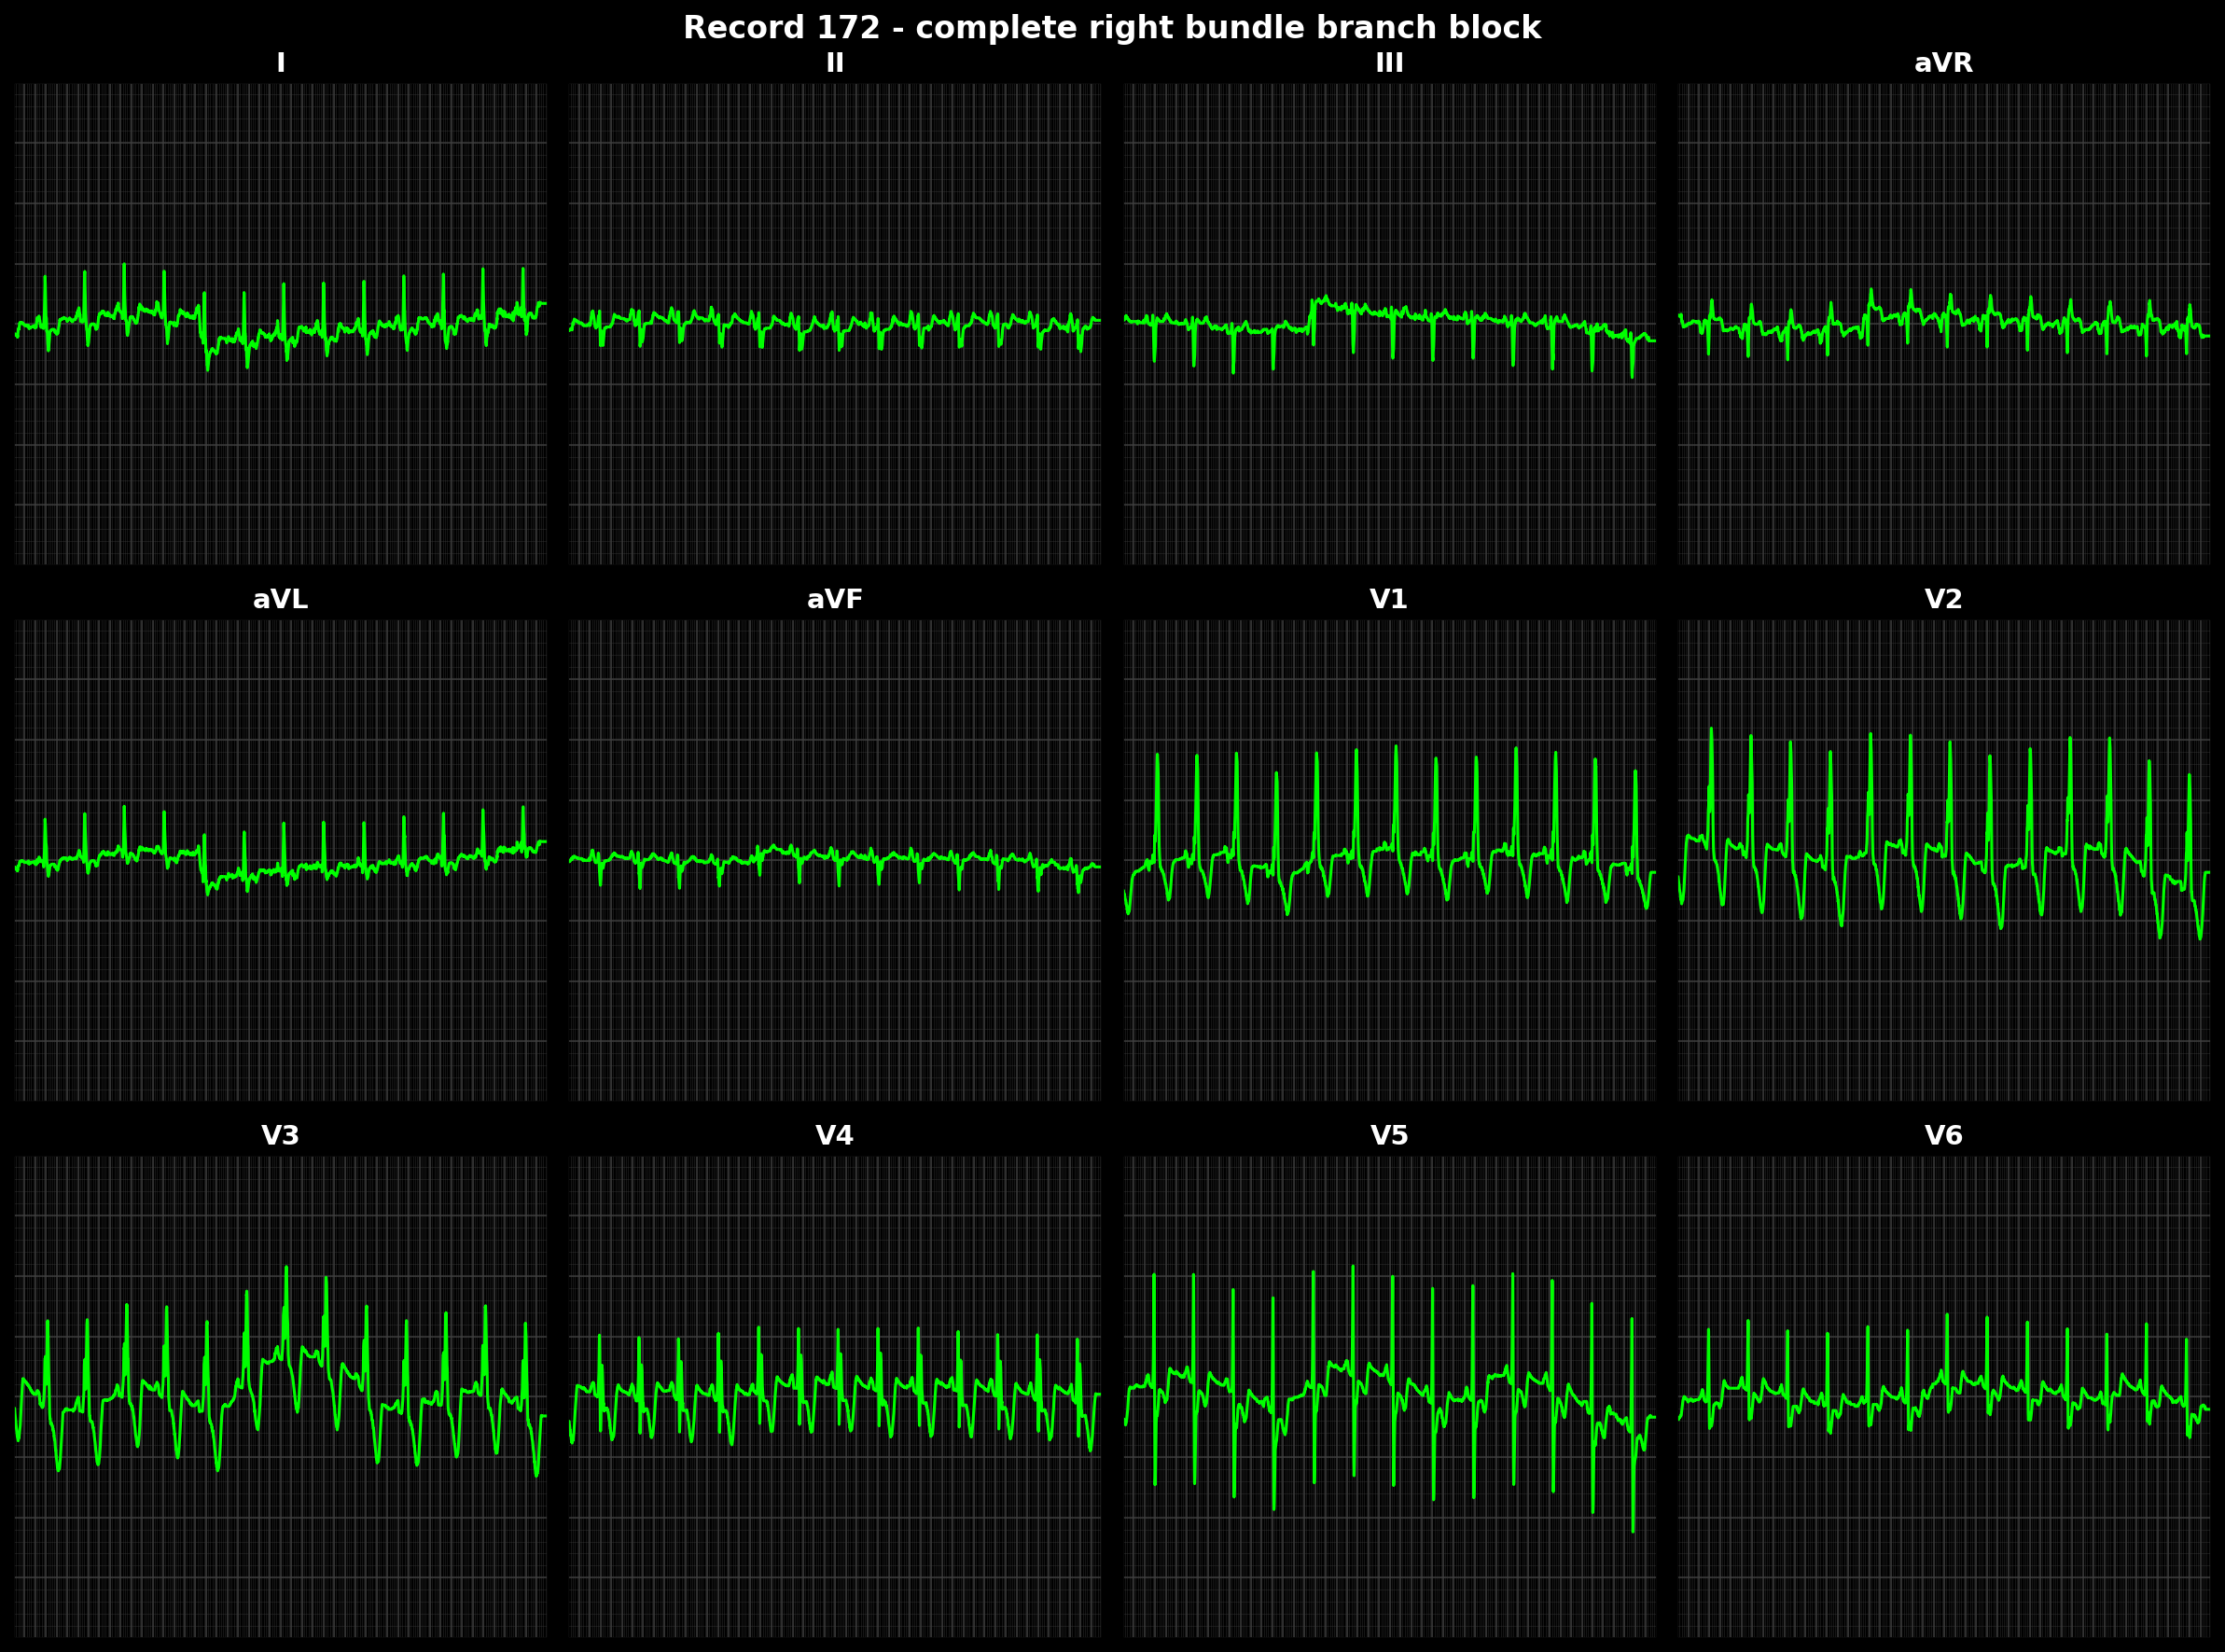 Record 172 - complete right bundle branch block
I
II
III
aVR
aVL
aVF
V1
V2
V3
V4
V5
V6